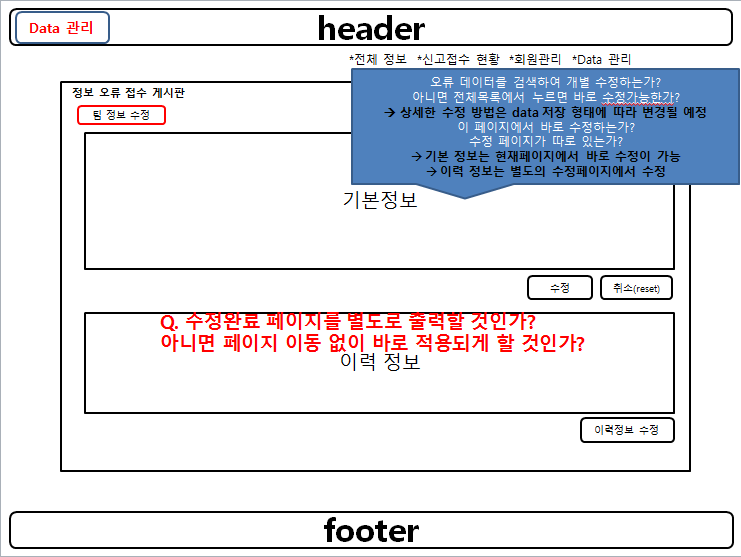 Data 관리
header
*전체 정보 *신고접수 현황 *회원관리 *Data 관리
정보 오류 접수 게시판
팀 정보 수정
오류 데이터를 검색하여 개별 수정하는가?
아니면 전체목록에서 누르면 바로 수정가능한가?
→ 상세한 수정 방법은 data 저장 형태에 따라 변경될 예정
이 페이지에서 바로 수정하는가?
수정 페이지가 따로 있는가?
→ 기본 정보는 현재페이지에서 바로 수정이 가능
→ 이력 정보는 별도의 수정페이지에서 수정
기본정보
수정
취소(reset)
Q. 수정완료 페이지를 별도로 출력할 것인가?
아니면 페이지 이동 없이 바로 적용되게 할 것인가?
이력 정보
이력정보 수정
footer